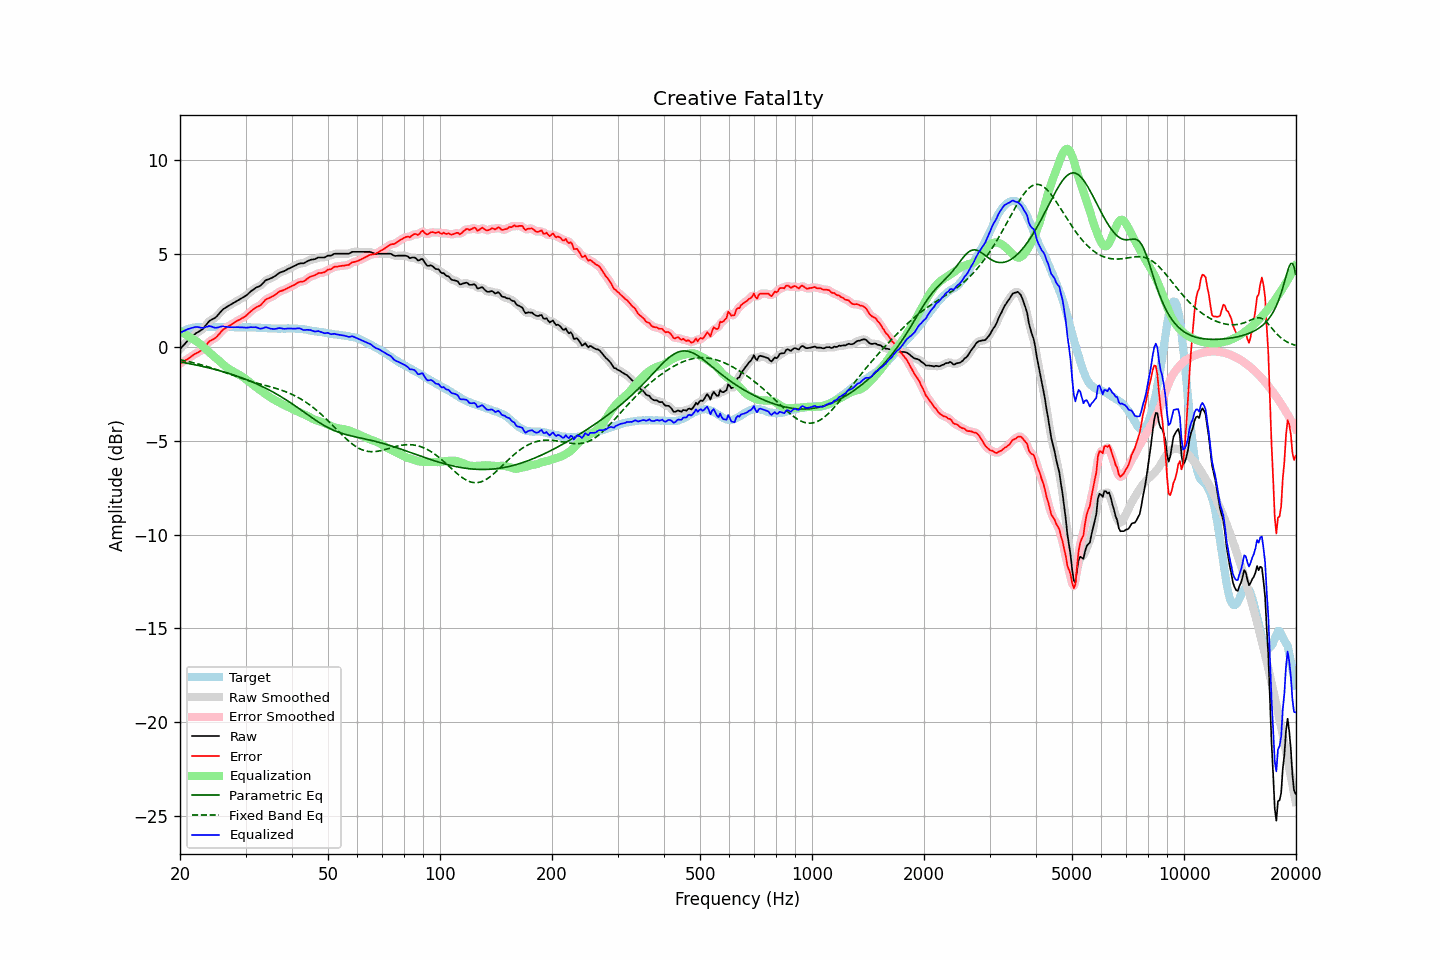 Creative Fatal1ty
Amplitude (dBr)
10
5
0
−5
−10
−15
−20
−25
Target
Raw Smoothed
Error Smoothed
Raw
Error
Equalization
Parametric Eq
Fixed Band Eq
Equalized
20 50 100 200 500 1000 2000 5000 10000 20000
Frequency (Hz)